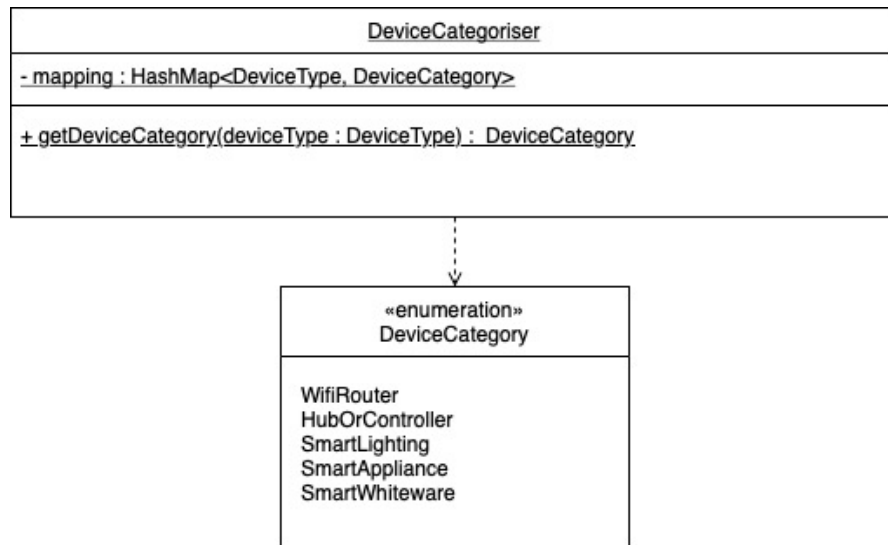 DeviceCategoriser
- mapping : HashMap<DeviceType, DeviceCategory>
+ getDeviceCategory(deviceType : DeviceType) : DeviceCategory
«enumeration»
DeviceCategory
WifiRouter
HubOrController
SmartLighting
SmartAppliance
SmartWhiteware